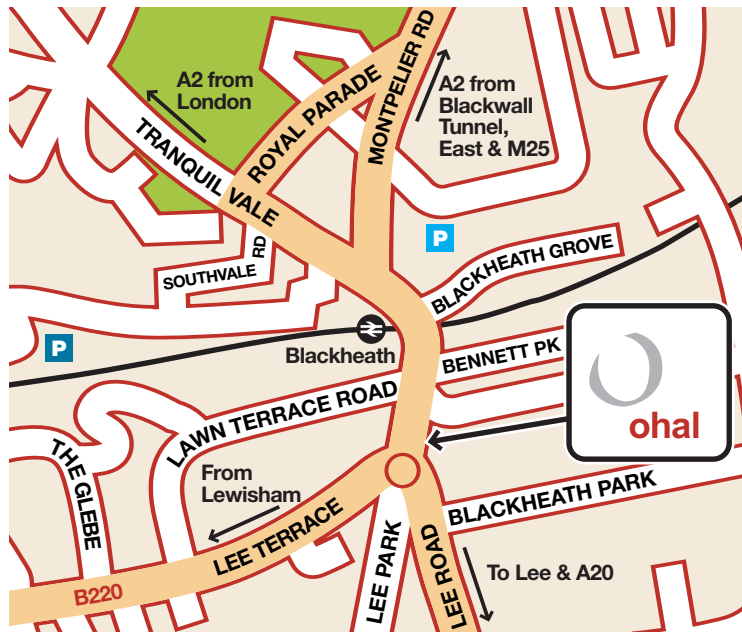 A2 from
London
ROYAL PARADE
MONTPELIER RD
A2 from
Blackwall
Tunnel,
East & M25
TRANQUIL VALE
SOUTHVALE RD
P
BLACKHEATH GROVE
P
Blackheath
BENNETT PK
LAWN TERRACE ROAD
ohal
THE GLEBE
From
Lewisham
LEE TERRACE
BLACKHEATH PARK
LEE PARK
LEE ROAD
To Lee & A20
B220